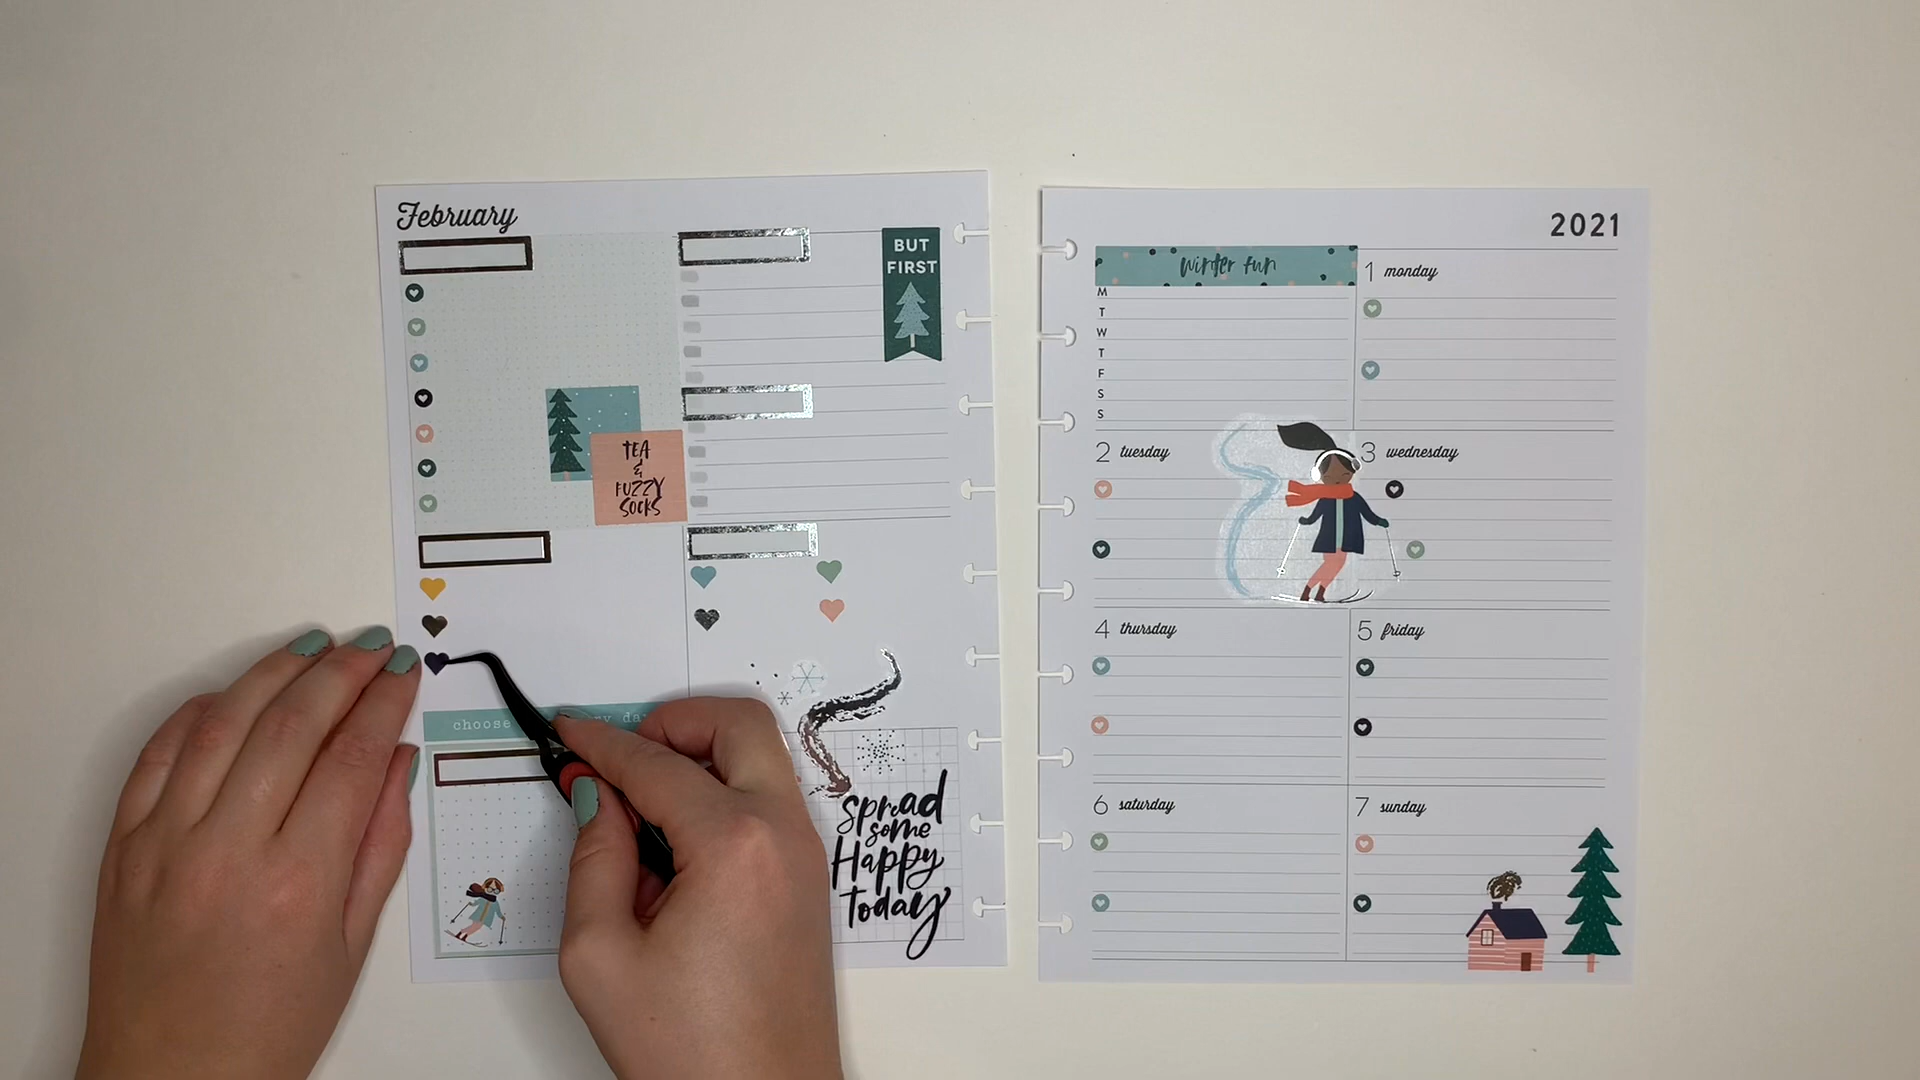 February
BUT
FIRST
TEA
&
FUZZY
SOCKS
choose
spread
some
Happy
today
2021
winter fun
M
T
W
T
F
S
S
1 monday
2 tuesday
3 wednesday
4 thursday
5 friday
6 saturday
7 sunday